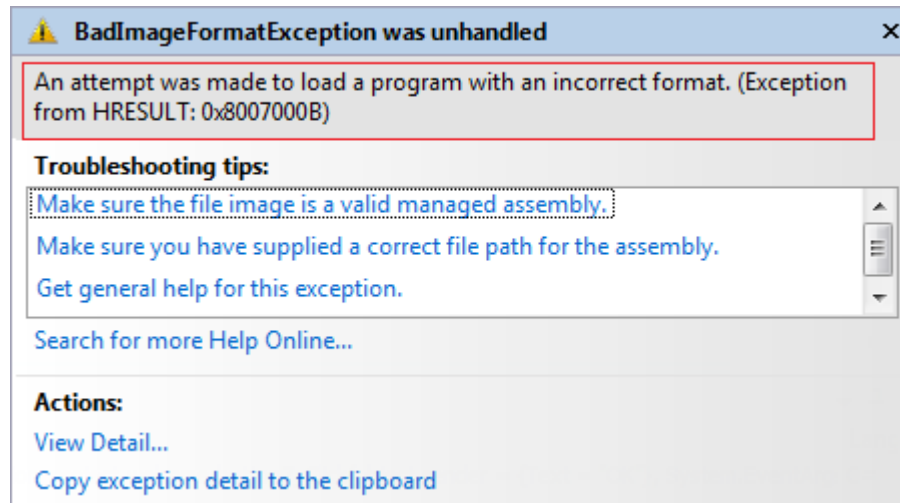 BadImageFormatException was unhandled
An attempt was made to load a program with an incorrect format. (Exception
from HRESULT: 0x8007000B)
Troubleshooting tips:
Make sure the file image is a valid managed assembly.
Make sure you have supplied a correct file path for the assembly.
Get general help for this exception.
Search for more Help Online...
Actions:
View Detail...
Copy exception detail to the clipboard